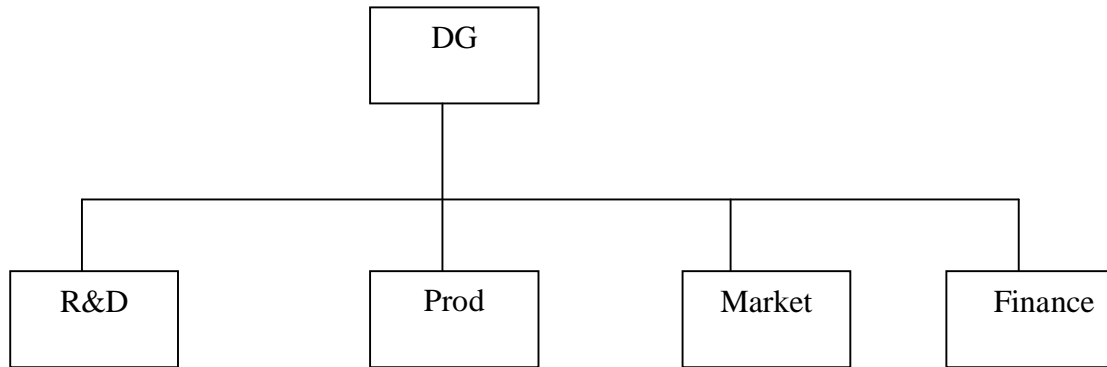 DG
R&D
Prod
Market
Finance